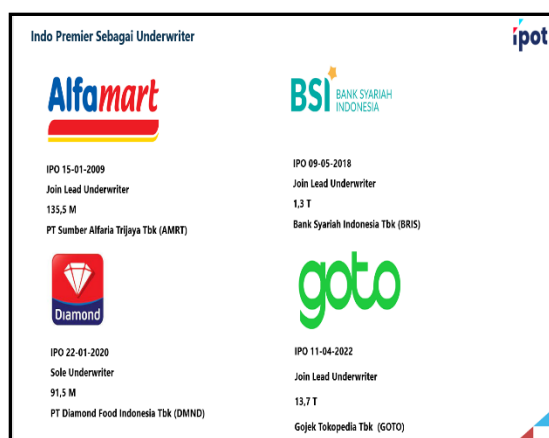 Indo Premier Sebagai Underwriter
ipot
Alfamart
IPO 15-01-2009
Join Lead Underwriter
135,5 M
PT Sumber Alfaria Trijaya Tbk (AMRT)
BSI BANK SYARIAH
INDONESIA
IPO 09-05-2018
Join Lead Underwriter
1,3 T
Bank Syariah Indonesia Tbk (BRIS)
Diamond
IPO 22-01-2020
Sole Underwriter
91,5 M
PT Diamond Food Indonesia Tbk (DMND)
goto
IPO 11-04-2022
Join Lead Underwriter
13,7 T
Gojek Tokopedia Tbk (GOTO)